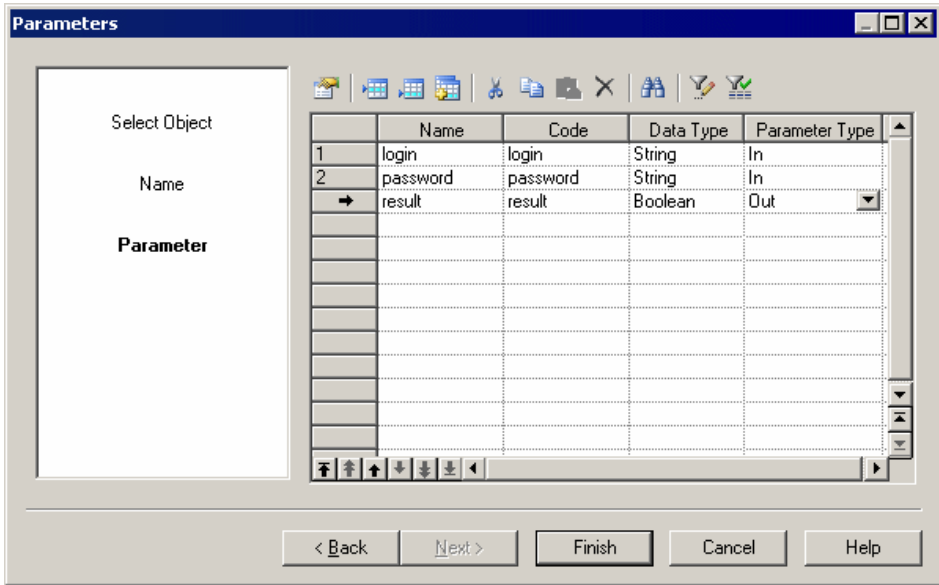 Parameters
Select Object
Name
Parameter
Name Code Data Type Parameter Type
1 login login String In
2 password password String In
result result Boolean Out
< Back Next > Finish Cancel Help